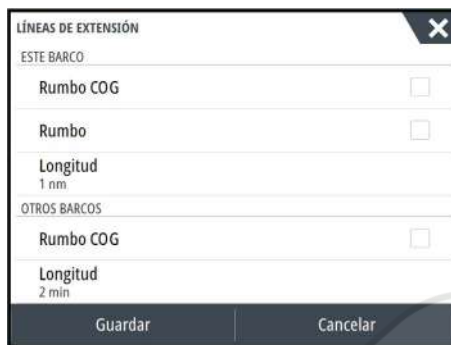 LÍNEAS DE EXTENSIÓN
ESTE BARCO
Rumbo COG
Rumbo
Longitud
1 nm
OTROS BARCOS
Rumbo COG
Longitud
2 min
Guardar
Cancelar